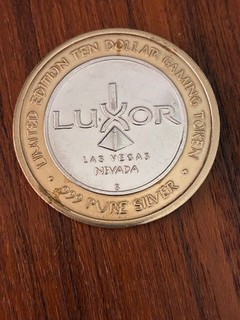 LIMITED EDITION TEN DOLLAR GAMING TOKEN
LUXOR
LAS VEGAS
NEVADA
.999 PURE SILVER